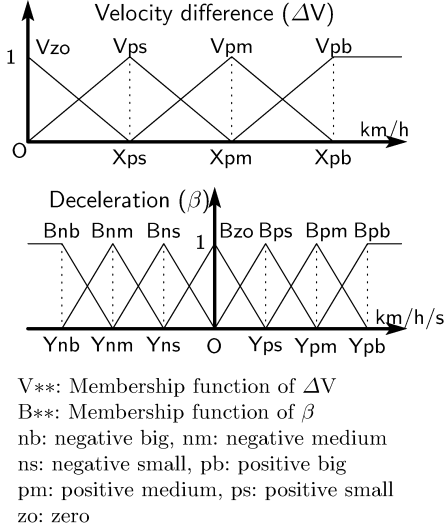 Velocity difference (ΔV)
1 Vzo Vps Vpm Vpb
km/h
O Xps Xpm Xpb
Deceleration (β)
Bnb Bnm Bns 1 Bzo Bps Bpm Bpb
km/h/s
Ynb Ynm Yns O Yps Ypm Ypb
V**: Membership function of ΔV
B**: Membership function of β
nb: negative big, nm: negative medium
ns: negative small, pb: positive big
pm: positive medium, ps: positive small
zo: zero